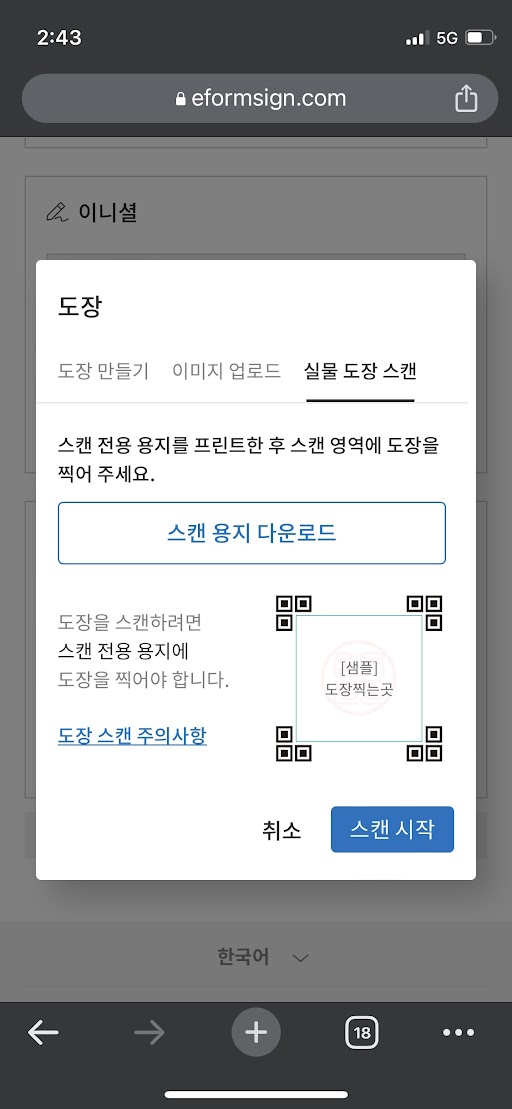 2:43
5G
eformsign.com
이니셜
도장
도장 만들기 이미지 업로드 실물 도장 스캔
스캔 전용 용지를 프린트한 후 스캔 영역에 도장을
찍어 주세요.
스캔 용지 다운로드
도장을 스캔하려면
스캔 전용 용지에
도장을 찍어야 합니다.
도장 스캔 주의사항
[샘플]
도장찍는곳
취소 스캔 시작
한국어
18